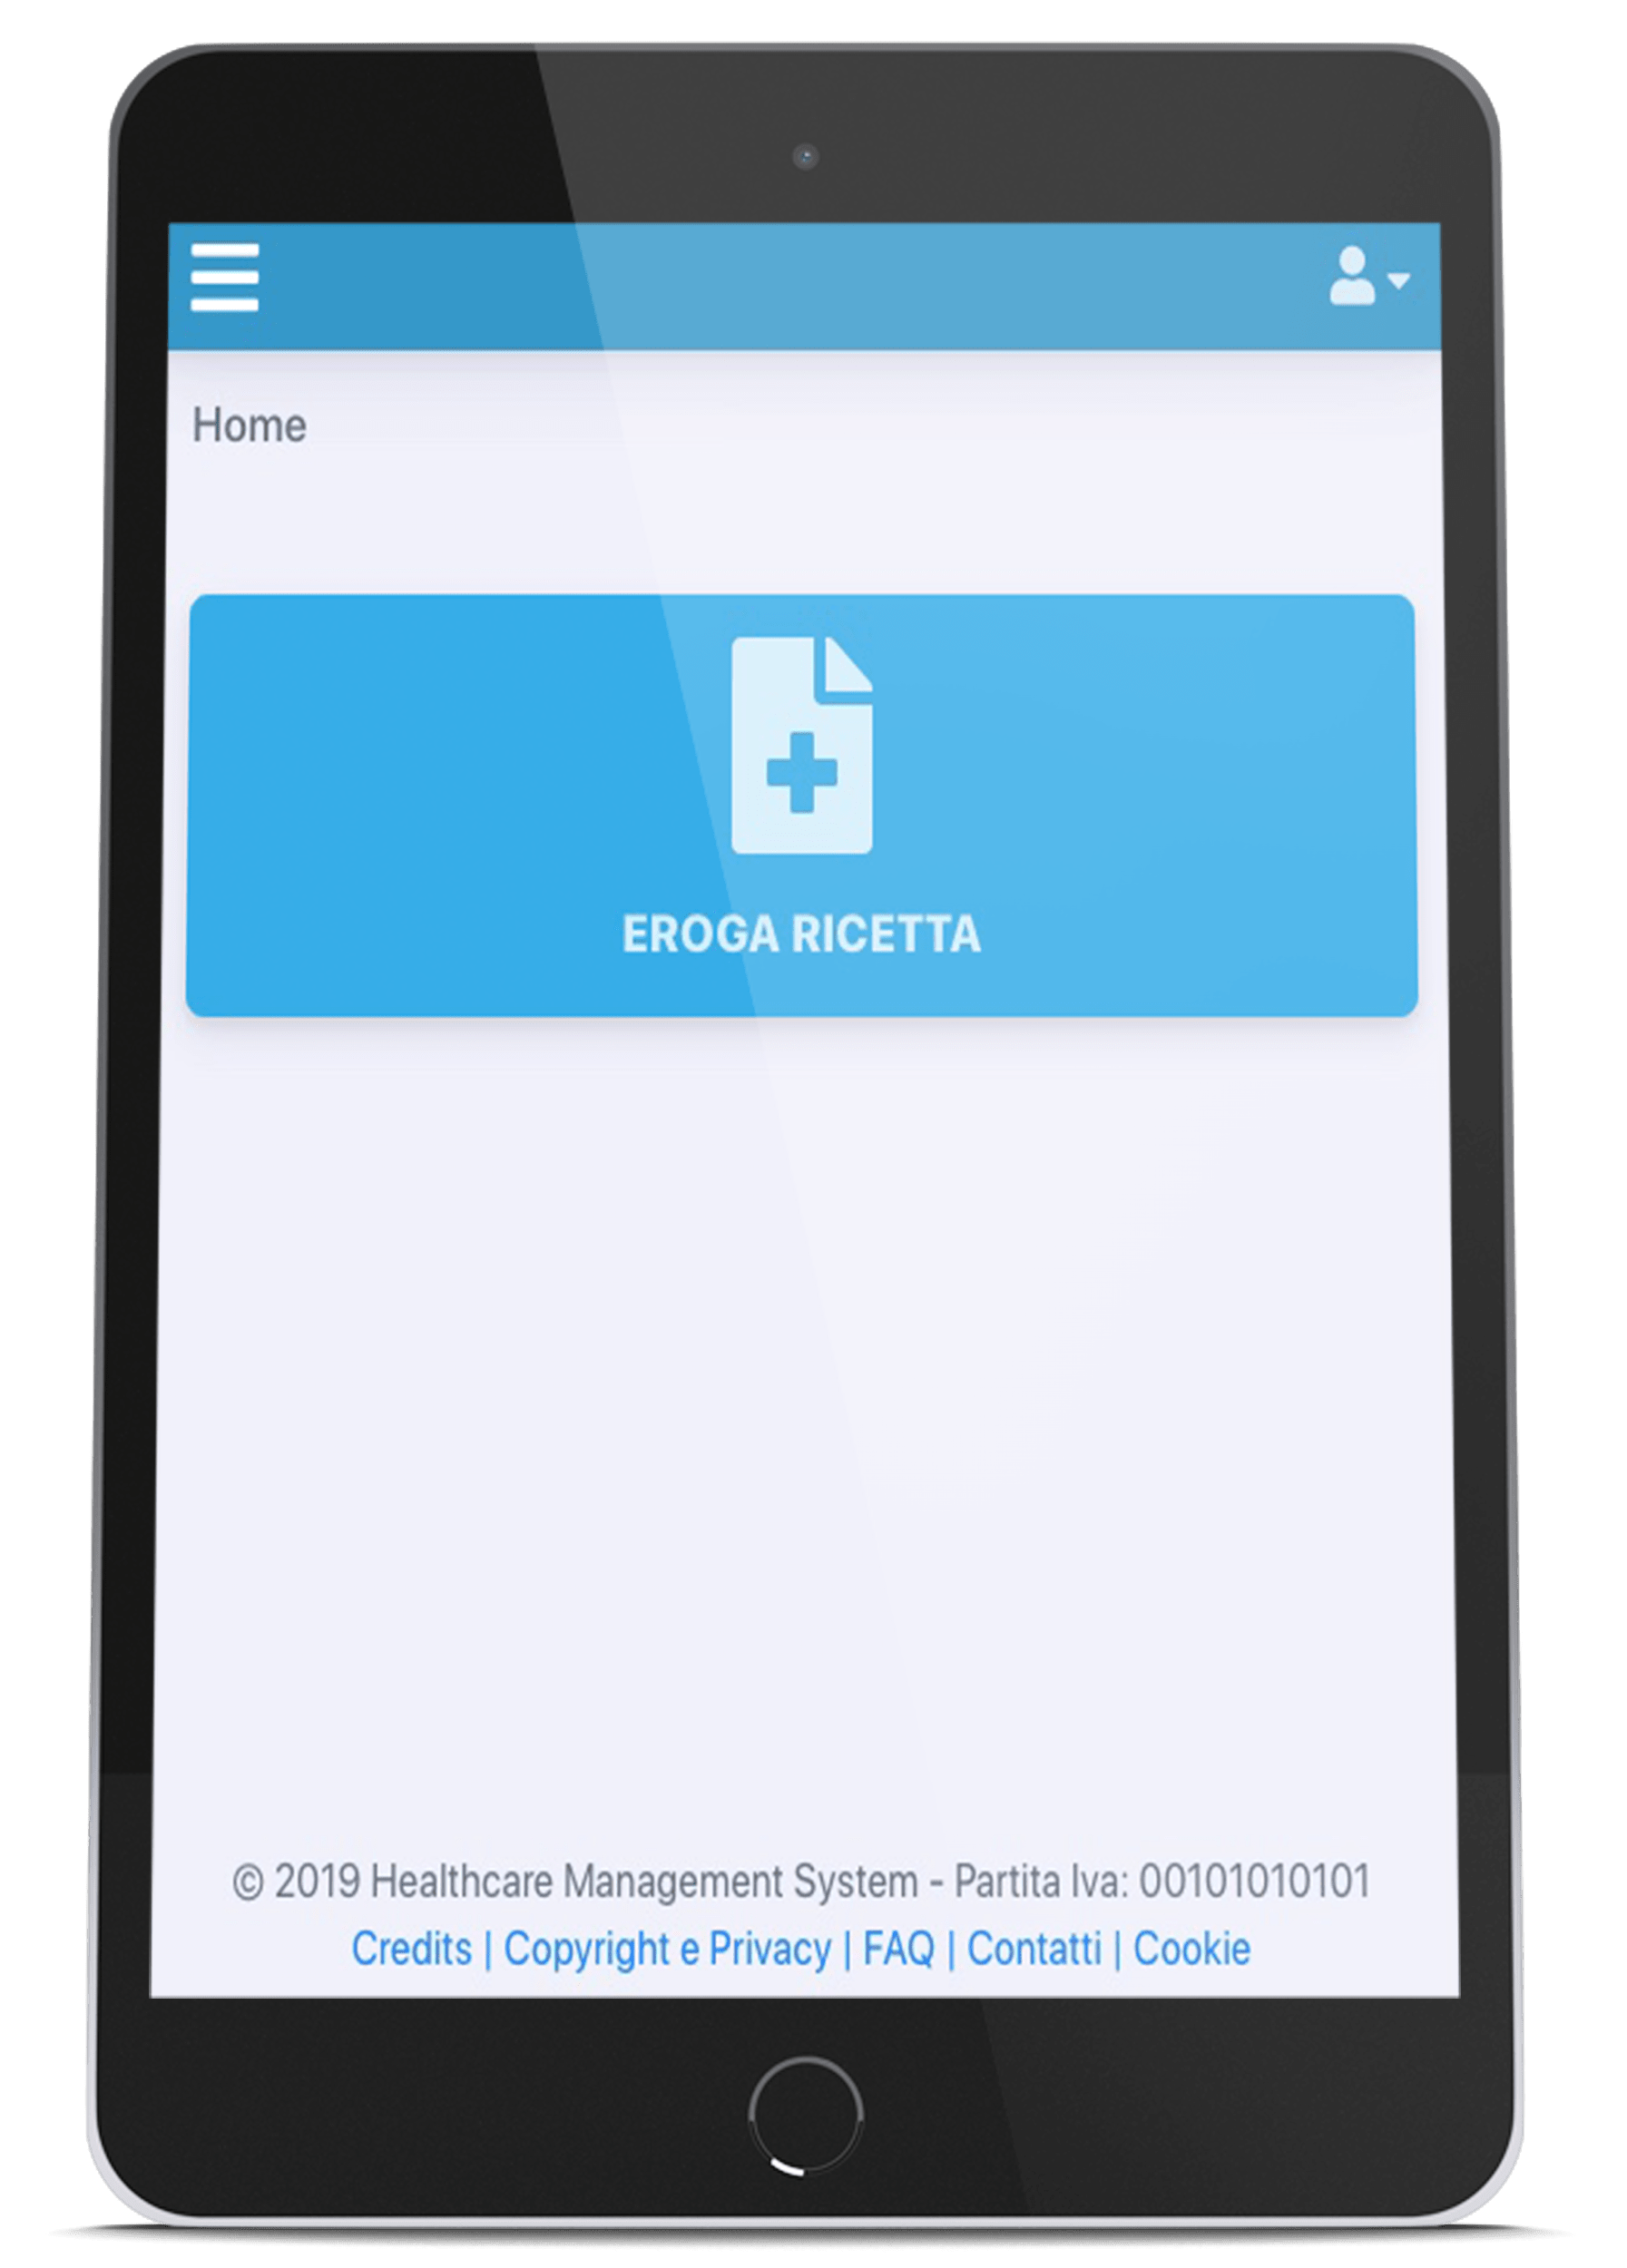 Home
EROGA RICETTA
© 2019 Healthcare Management System - Partita Iva: 00101010101
Credits | Copyright e Privacy | FAQ | Contatti | Cookie